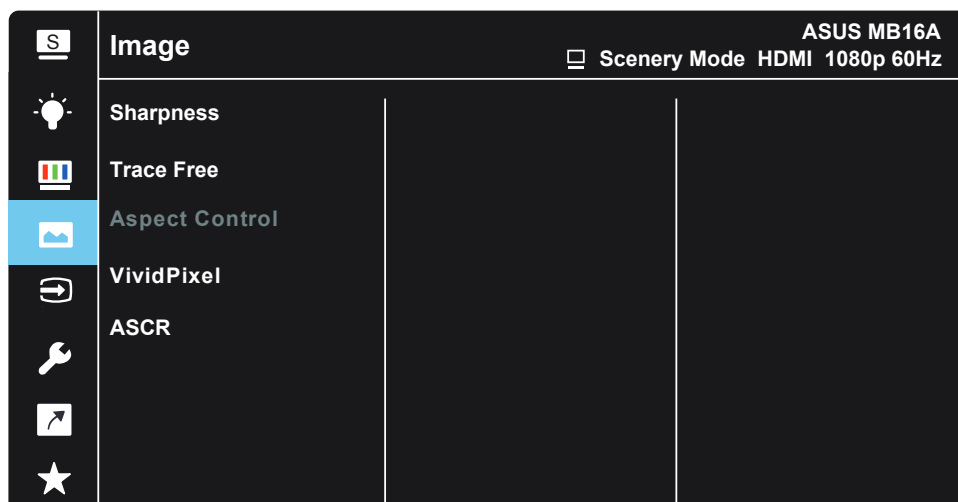 S
Image
ASUS MB16A
Scenery Mode HDMI 1080p 60Hz
Sharpness
Trace Free
Aspect Control
VividPixel
ASCR